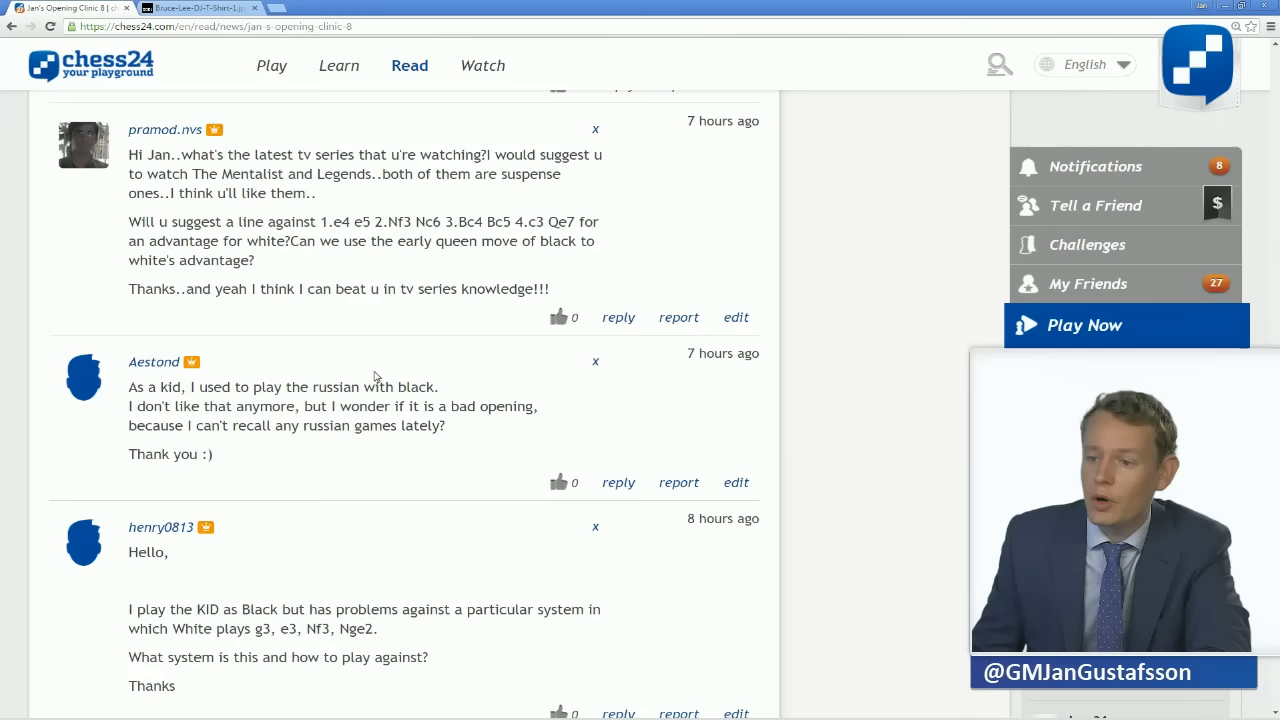 Jan's Opening Clinic 8 | ch
Bruce-Lee-DJ-T-Shirt-1.jp
Jan
https://chess24.com/en/read/news/jan-s-opening-clinic-8
chess24
your playground
Play
Learn
Read
Watch
English
pramod.nvs
x
7 hours ago
Hi Jan..what's the latest tv series that u're watching?I would suggest u
to watch The Mentalist and Legends..both of them are suspense
ones..I think u'll like them..
Will u suggest a line against 1.e4 e5 2.Nf3 Nc6 3.Bc4 Bc5 4.c3 Qe7 for
an advantage for white?Can we use the early queen move of black to
white's advantage?
Thanks..and yeah I think I can beat u in tv series knowledge!!!
0
reply
report
edit
Aestond
x
7 hours ago
As a kid, I used to play the russian with black.
I don't like that anymore, but I wonder if it is a bad opening,
because I can't recall any russian games lately?
Thank you :)
0
reply
report
edit
henry0813
x
8 hours ago
Hello,
I play the KID as Black but has problems against a particular system in
which White plays g3, e3, Nf3, Nge2.
What system is this and how to play against?
Thanks
0
reply
report
edit
Notifications
8
Tell a Friend
$
Challenges
My Friends
27
Play Now
@GMJanGustafsson